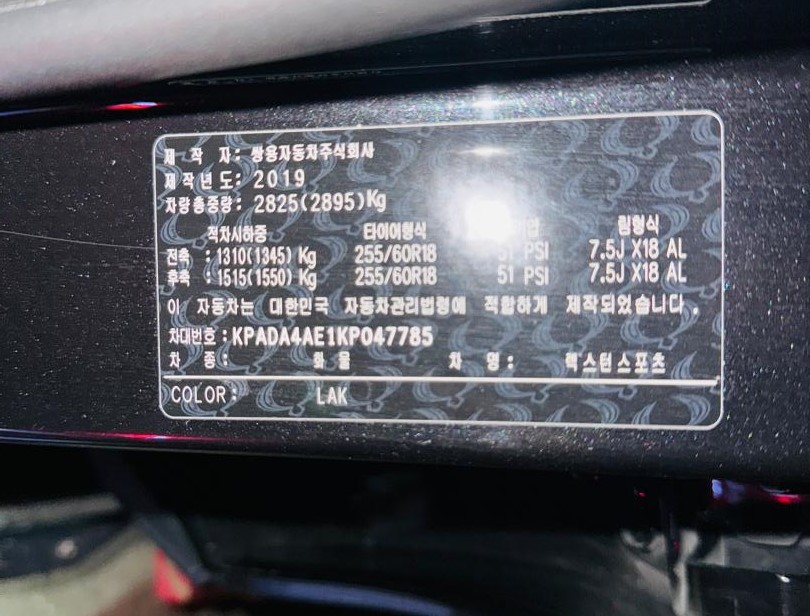 제 작 자: 쌍용자동차주식회사
제작년도: 2019
차량총중량: 2825(2895)Kg
적차시하중 타이어형식 림형식
전축 : 1310(1345) Kg 255/60R18 51 PSI 7.5J X18 AL
후축 : 1515(1550) Kg 255/60R18 51 PSI 7.5J X18 AL
이 자동차는 대한민국 자동차관리법령에 적합하게 제작되었습니다.
차대번호:KPADA4AE1KP047785
차 종: 화 물 차 명: 렉스턴스포츠
COLOR: LAK